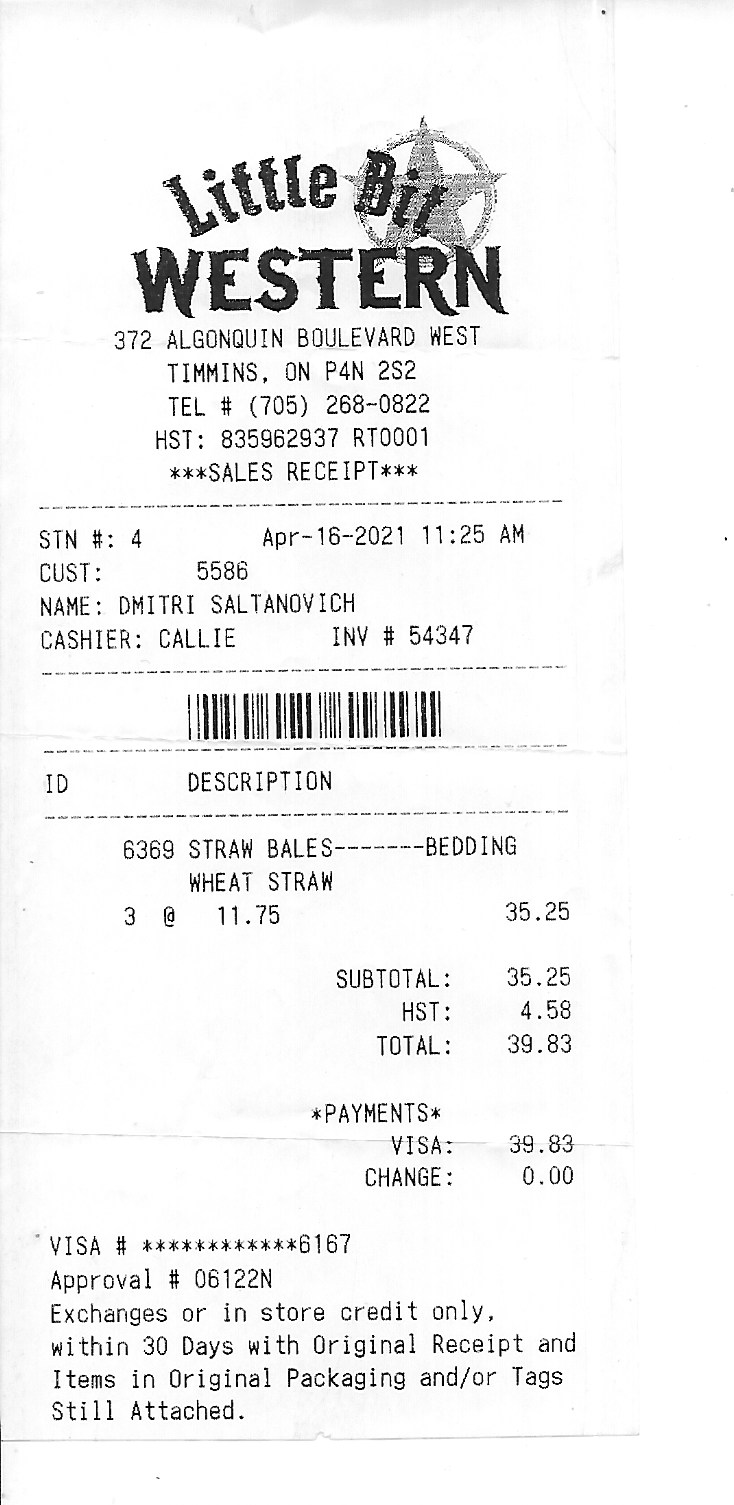 Little Bit
WESTERN
372 ALGONQUIN BOULEVARD WEST
TIMMINS, ON P4N 2S2
TEL # (705) 268-0822
HST: 835962937 RT0001
***SALES RECEIPT***
STN #: 4 Apr-16-2021 11:25 AM
CUST: 5586
NAME: DMITRI SALTANOVICH
CASHIER: CALLIE INV # 54347
ID DESCRIPTION
6369 STRAW BALES-------BEDDING
WHEAT STRAW
3 @ 11.75 35.25
SUBTOTAL: 35.25
HST: 4.58
TOTAL: 39.83
*PAYMENTS*
VISA: 39.83
CHANGE: 0.00
VISA # ************6167
Approval # 06122N
Exchanges or in store credit only,
within 30 Days with Original Receipt and
Items in Original Packaging and/or Tags
Still Attached.